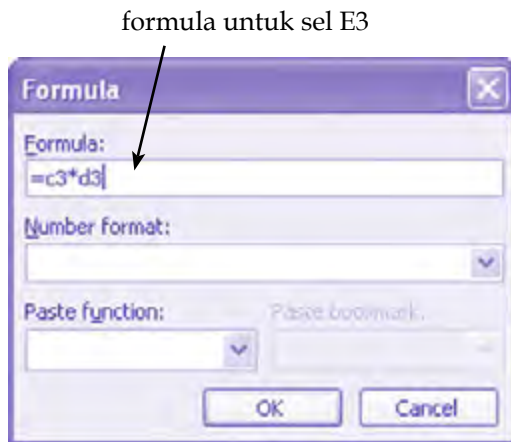 formula untuk sel E3
Formula
Formula:
=c3*d3
Number format:
Paste function:
Paste bookmark:
OK
Cancel